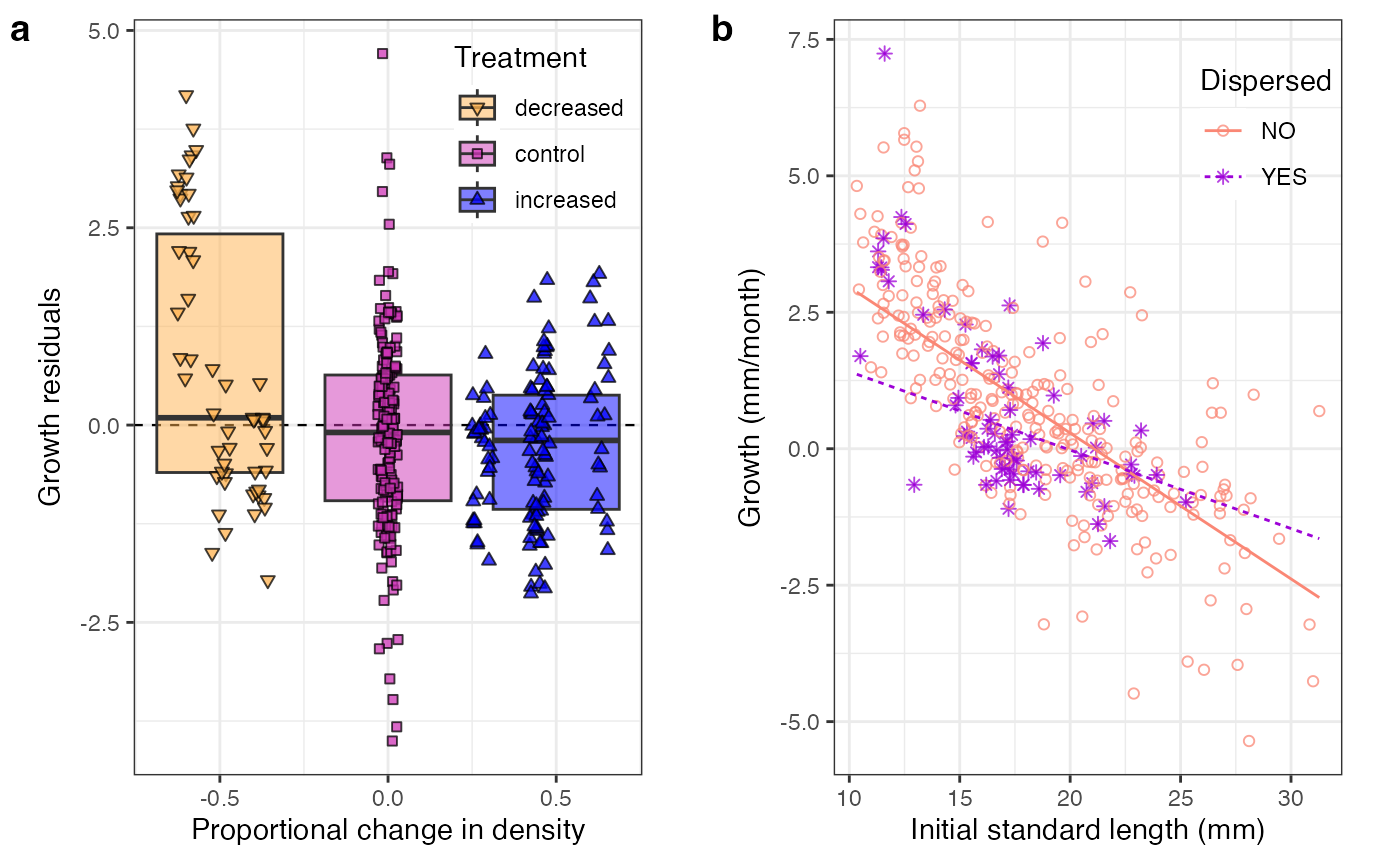 a
Growth residuals
5.0
2.5
0.0
-2.5
-0.5
0.0
0.5
Proportional change in density
Treatment
decreased
control
increased
b
Growth (mm/month)
7.5
5.0
2.5
0.0
-2.5
-5.0
10
15
20
25
30
Initial standard length (mm)
Dispersed
NO
YES